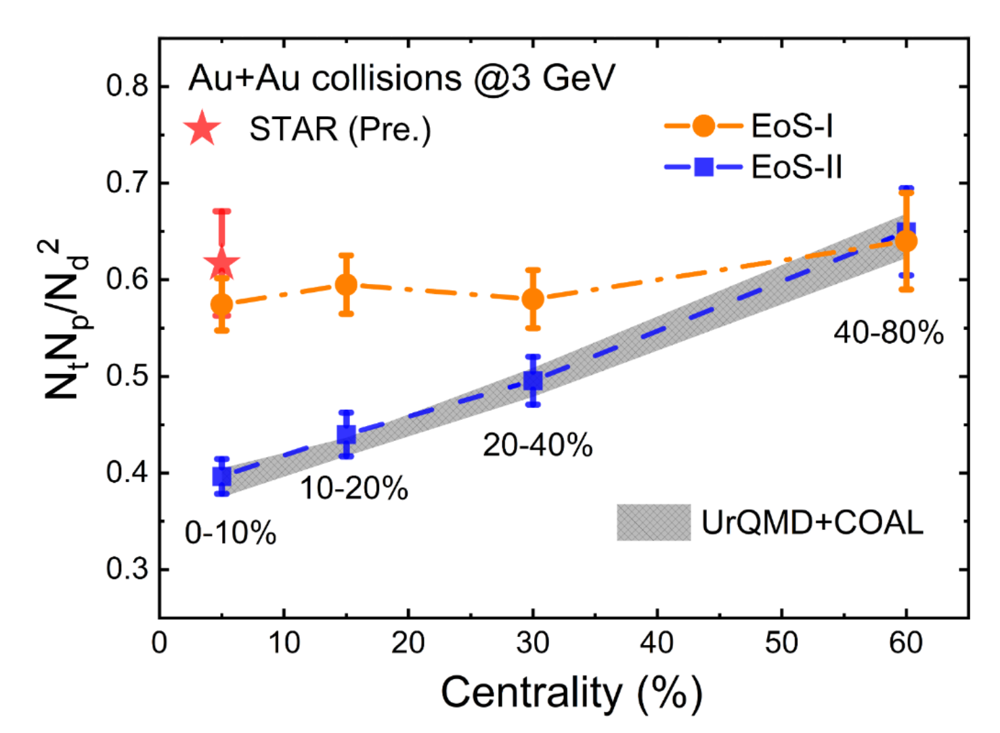 Au+Au collisions @3 GeV
STAR (Pre.)
EoS-I
EoS-II
0.8
0.7
0.6
0.5
0.4
0.3
NtNp/Nd2
40-80%
20-40%
10-20%
0-10%
UrQMD+COAL
0 10 20 30 40 50 60
Centrality (%)